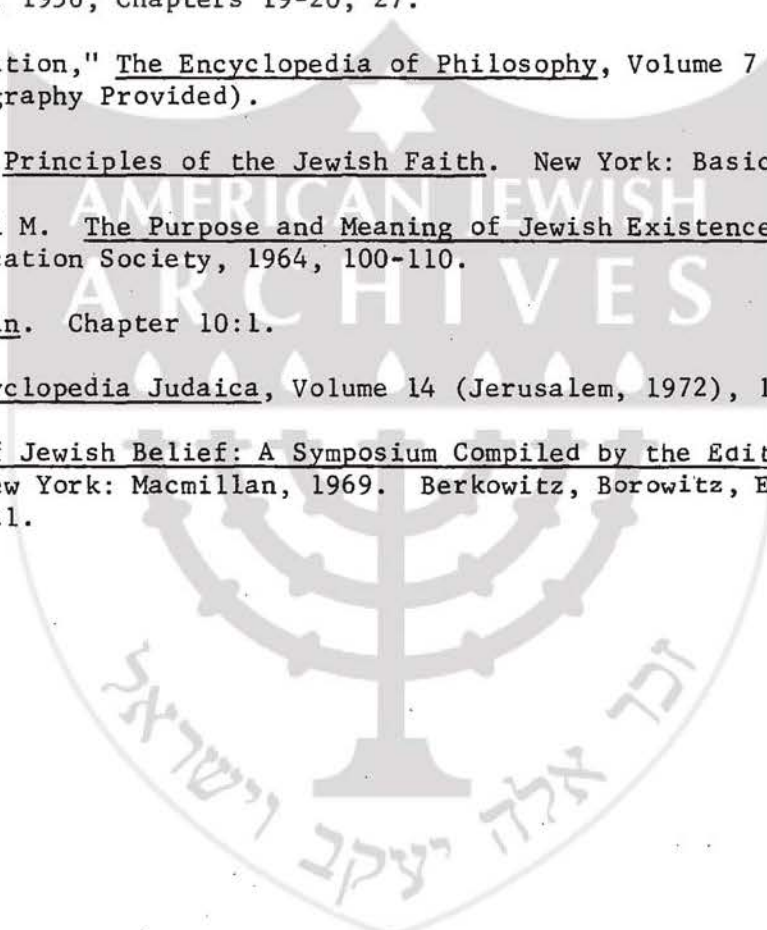 1956, Chapters 19-20, 27.
ation," The Encyclopedia of Philosophy, Volume 7
graphy Provided).
Principles of the Jewish Faith. New York: Basic
M. The Purpose and Meaning of Jewish Existence
cation Society, 1964, 100-110.
n. Chapter 10:1.
yclopedia Judaica, Volume 14 (Jerusalem, 1972), 1
f Jewish Belief: A Symposium Compiled by the Edit
ew York: Macmillan, 1969. Berkowitz, Borowitz, E
1.
AMERICAN JEWISH
ARCHIVES
זכר אלה יעקב וישראל